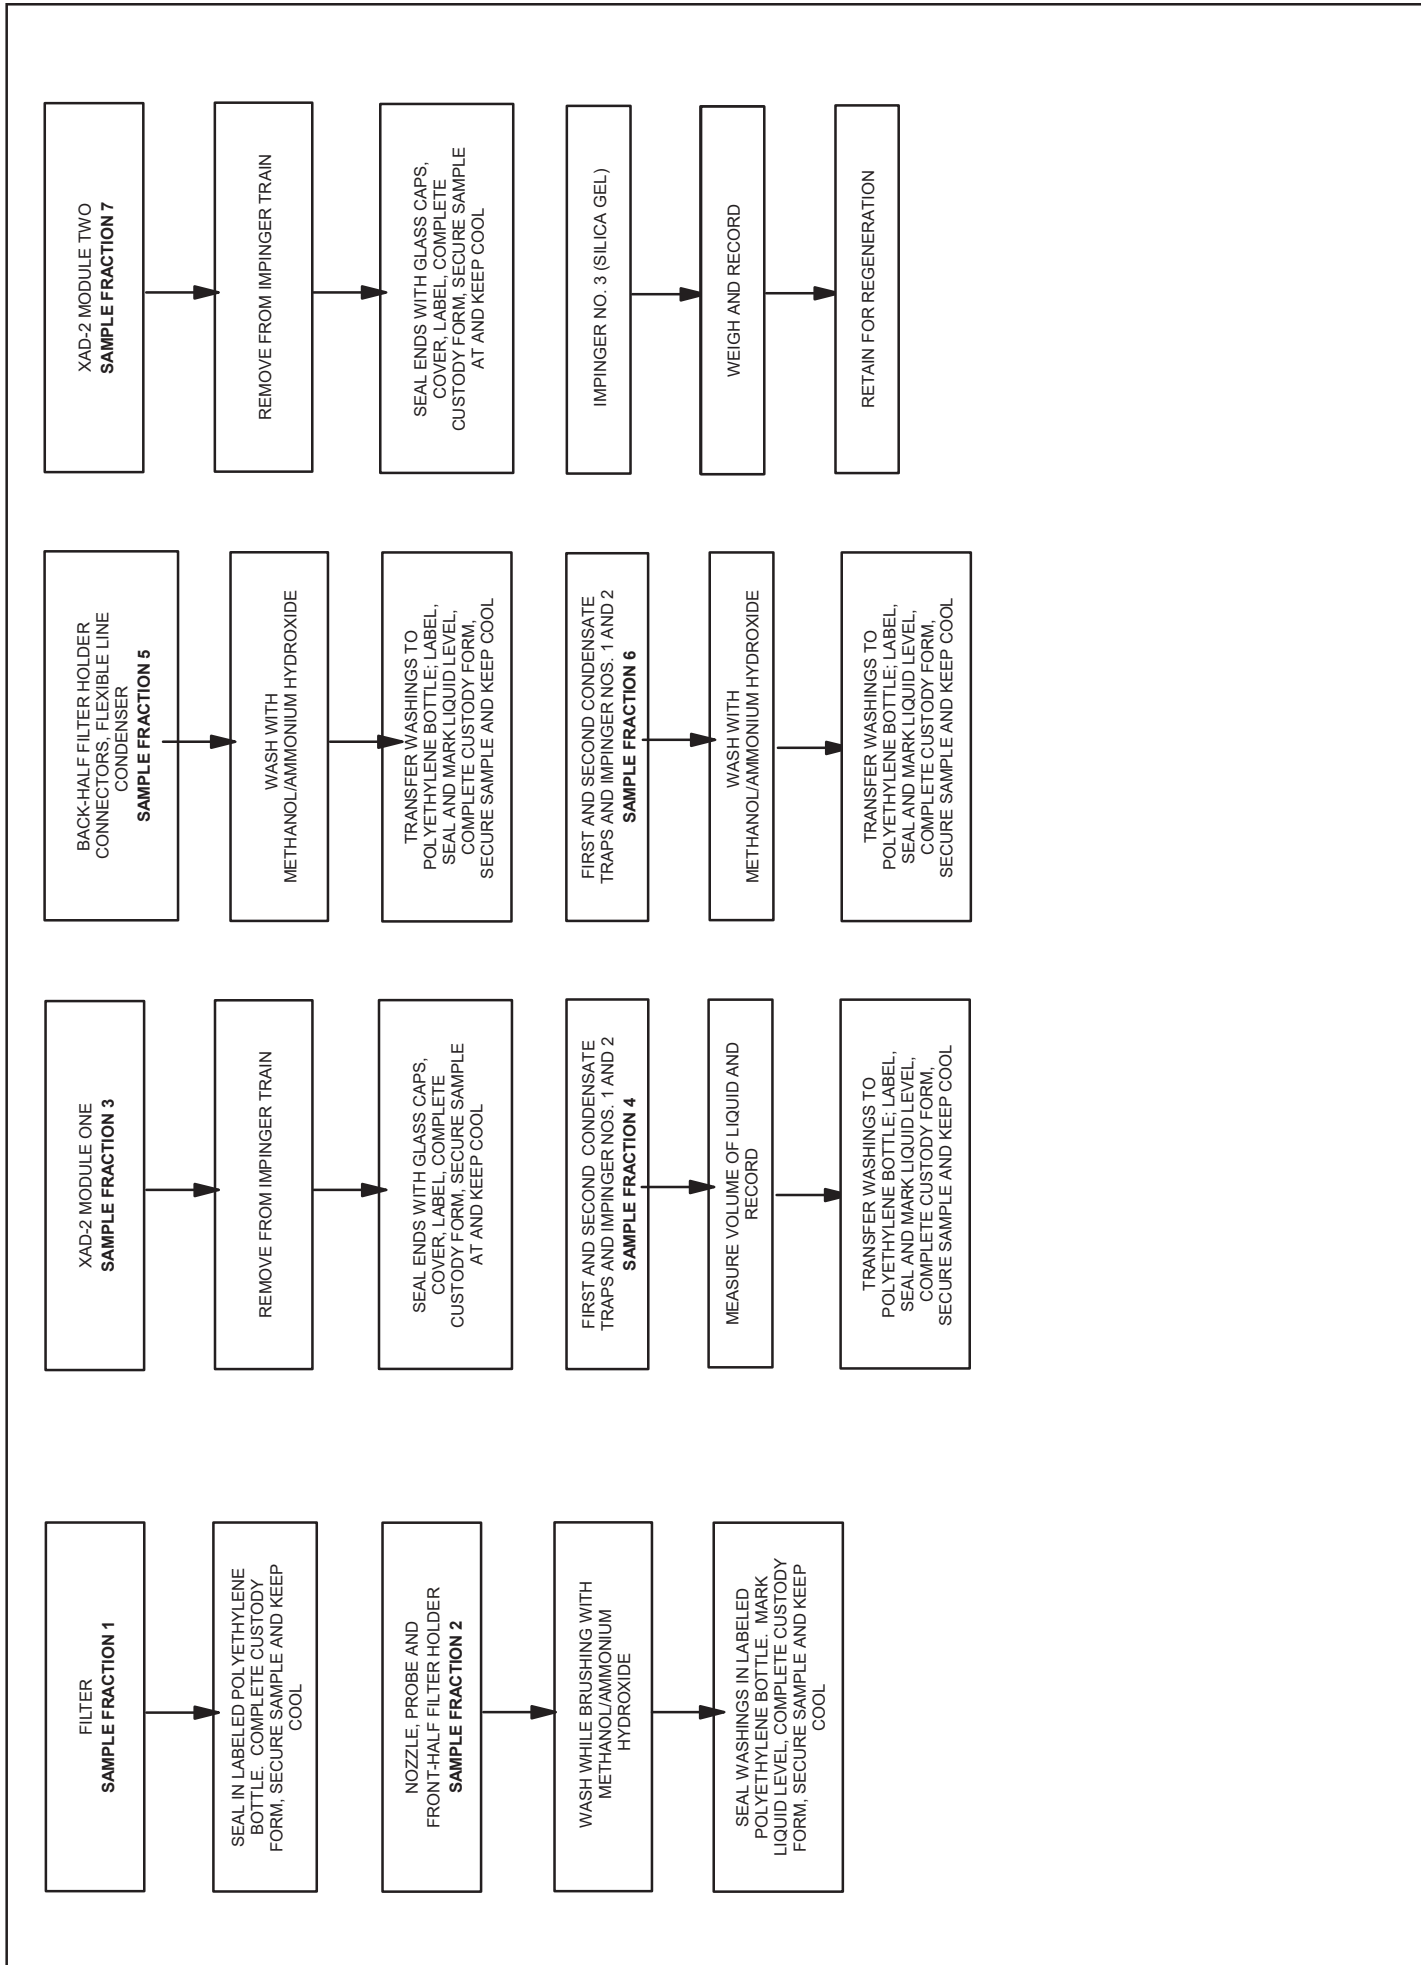 FILTER
SAMPLE FRACTION 1
SEAL IN LABELED POLYETHYLENE
BOTTLE. COMPLETE CUSTODY
FORM, SECURE SAMPLE AND KEEP
COOL
NOZZLE, PROBE AND
FRONT-HALF FILTER HOLDER
SAMPLE FRACTION 2
WASH WHILE BRUSHING WITH
METHANOL/AMMONIUM
HYDROXIDE
SEAL WASHINGS IN LABELED
POLYETHYLENE BOTTLE. MARK
LIQUID LEVEL, COMPLETE CUSTODY
FORM, SECURE SAMPLE AND KEEP
COOL
XAD-2 MODULE ONE
SAMPLE FRACTION 3
REMOVE FROM IMPINGER TRAIN
SEAL ENDS WITH GLASS CAPS,
COVER, LABEL, COMPLETE
CUSTODY FORM, SECURE SAMPLE
AT AND KEEP COOL
FIRST AND SECOND CONDENSATE
TRAPS AND IMPINGER NOS. 1 AND 2
SAMPLE FRACTION 4
MEASURE VOLUME OF LIQUID AND
RECORD
TRANSFER WASHINGS TO
POLYETHYLENE BOTTLE; LABEL,
SEAL AND MARK LIQUID LEVEL,
COMPLETE CUSTODY FORM,
SECURE SAMPLE AND KEEP COOL
BACK-HALF FILTER HOLDER
CONNECTORS, FLEXIBLE LINE
CONDENSER
SAMPLE FRACTION 5
WASH WITH
METHANOL/AMMONIUM HYDROXIDE
TRANSFER WASHINGS TO
POLYETHYLENE BOTTLE; LABEL,
SEAL AND MARK LIQUID LEVEL,
COMPLETE CUSTODY FORM,
SECURE SAMPLE AND KEEP COOL
FIRST AND SECOND CONDENSATE
TRAPS AND IMPINGER NOS. 1 AND 2
SAMPLE FRACTION 6
WASH WITH
METHANOL/AMMONIUM HYDROXIDE
TRANSFER WASHINGS TO
POLYETHYLENE BOTTLE; LABEL,
SEAL AND MARK LIQUID LEVEL,
COMPLETE CUSTODY FORM,
SECURE SAMPLE AND KEEP COOL
XAD-2 MODULE TWO
SAMPLE FRACTION 7
REMOVE FROM IMPINGER TRAIN
SEAL ENDS WITH GLASS CAPS,
COVER, LABEL, COMPLETE
CUSTODY FORM, SECURE SAMPLE
AT AND KEEP COOL
IMPINGER NO. 3 (SILICA GEL)
WEIGH AND RECORD
RETAIN FOR REGENERATION